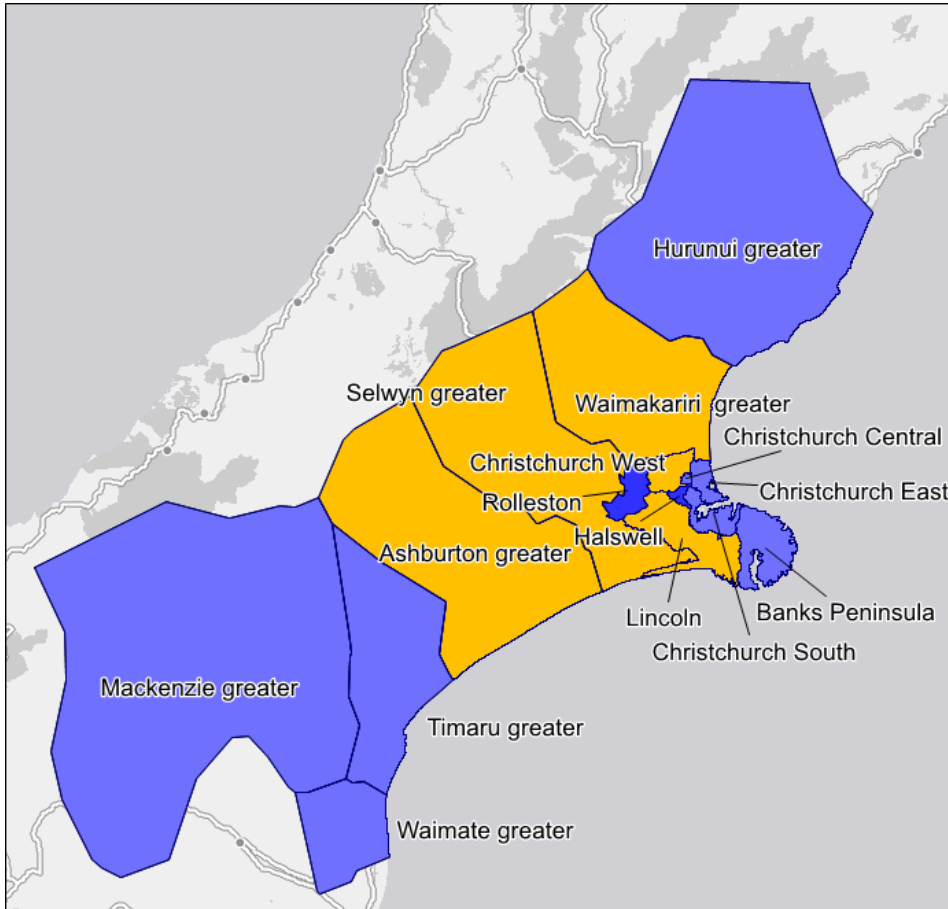 Hurunui greater
Selwyn greater
Waimakariri greater
Christchurch Central
Christchurch West
Christchurch East
Rolleston
Halswell
Ashburton greater
Lincoln
Banks Peninsula
Christchurch South
Mackenzie greater
Timaru greater
Waimate greater